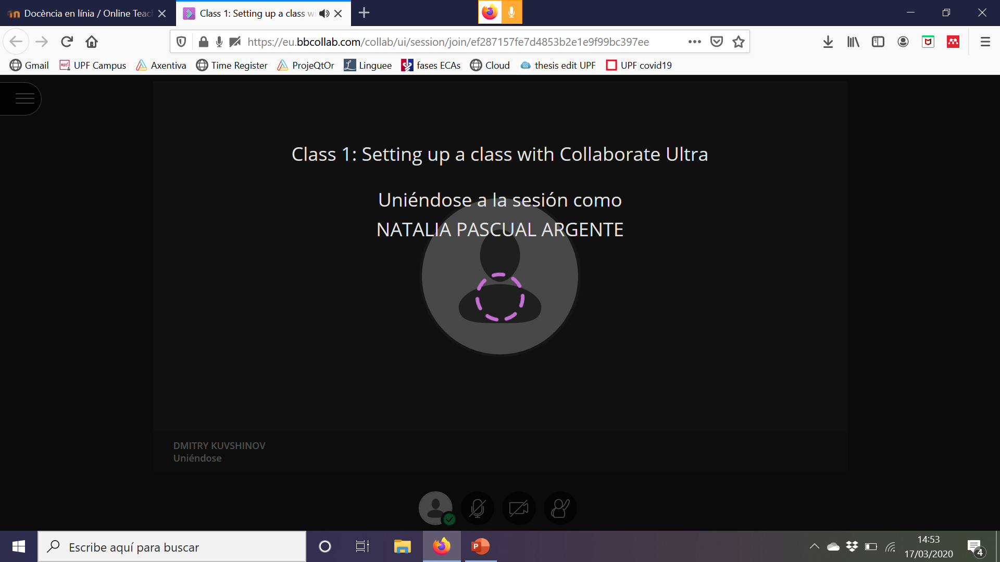 Docència en línia / Online Teac
Class 1: Setting up a class wi
https://eu.bbcollab.com/collab/ui/session/join/ef287157fe7d4853b2e1e9f99bc397ee
Gmail
upf.
UPF Campus
Axentiva
Time Register
ProjeQtOr
L
Linguee
fases ECAs
Cloud
thesis edit UPF
UPF covid19
Class 1: Setting up a class with Collaborate Ultra
Uniéndose a la sesión como
NATALIA PASCUAL ARGENTE
DMITRY KUVSHINOV
Uniéndose
Escribe aquí para buscar
P
14:53
17/03/2020
4